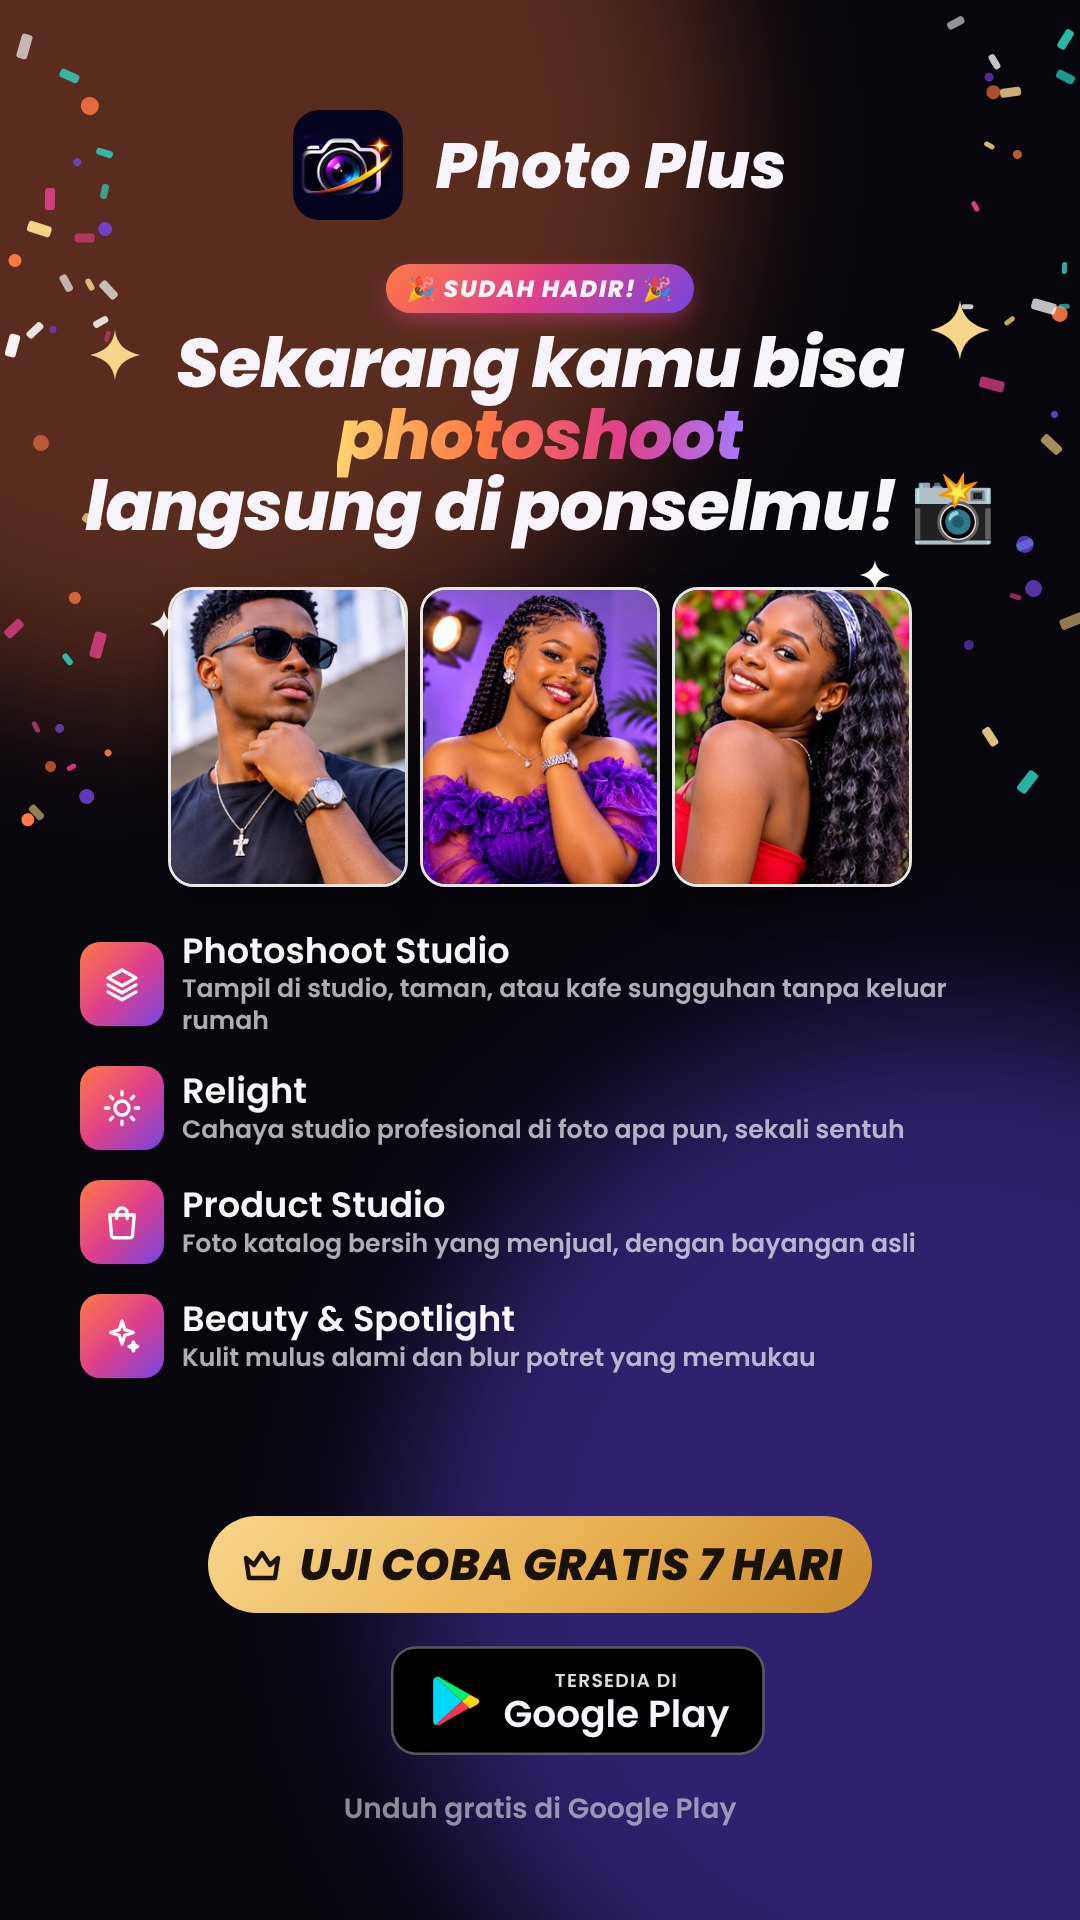 Photo Plus
🎉 SUDAH HADIR! 🎉
Sekarang kamu bisa
photoshoot
langsung di ponselmu! 📸
Photoshoot Studio
Tampil di studio, taman, atau kafe sungguhan tanpa keluar
rumah
Relight
Cahaya studio profesional di foto apa pun, sekali sentuh
Product Studio
Foto katalog bersih yang menjual, dengan bayangan asli
Beauty & Spotlight
Kulit mulus alami dan blur potret yang memukau
UJI COBA GRATIS 7 HARI
TERSEDIA DI
Google Play
Unduh gratis di Google Play